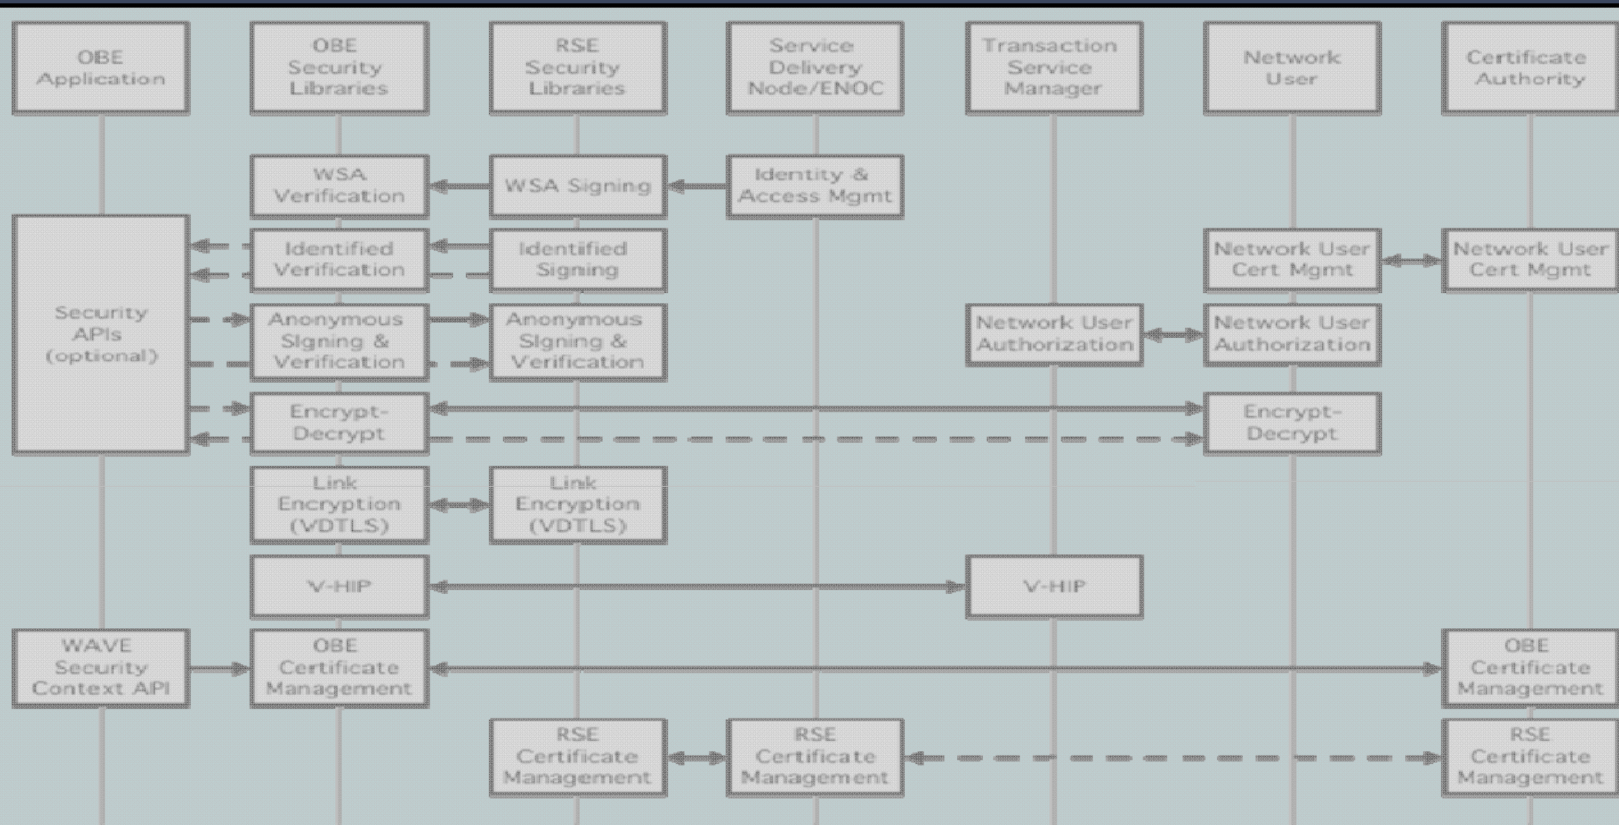 OBE
Application
OBE
Security
Libraries
RSE
Security
Libraries
Service
Delivery
Node/ENOC
Transaction
Service
Manager
Network
User
Certificate
Authority
WSA
Verification
WSA Signing
Identity &
Access Mgmt
Security
APIs
(optional)
Identified
Verification
Identiified
Signing
Network User
Cert Mgmt
Network User
Cert Mgmt
Anonymous
SIgning &
Verification
Anonymous
SIgning &
Verification
Network User
Authorization
Network User
Authorization
Encrypt-
Decrypt
Encrypt-
Decrypt
Link
Encryption
(VDTLS)
Link
Encryption
(VDTLS)
V-HIP
V-HIP
WAVE
Security
Context API
OBE
Certificate
Management
OBE
Certificate
Management
RSE
Certificate
Management
RSE
Certificate
Management
RSE
Certificate
Management